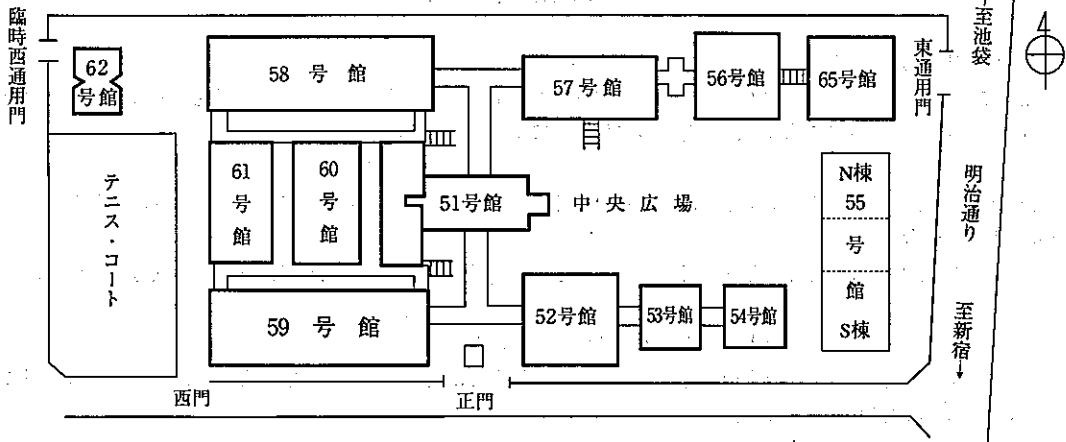 臨時西通用門
62
号館
58 号 館
57号館
56号館
65号館
東通用門
至池袋
4
テニス・コート
61
号
館
60
号
館
51号館
中央広場
N棟
55
号
館
S棟
明治通り
59 号 館
52号館
53号館
54号館
至新宿→
西門
正門